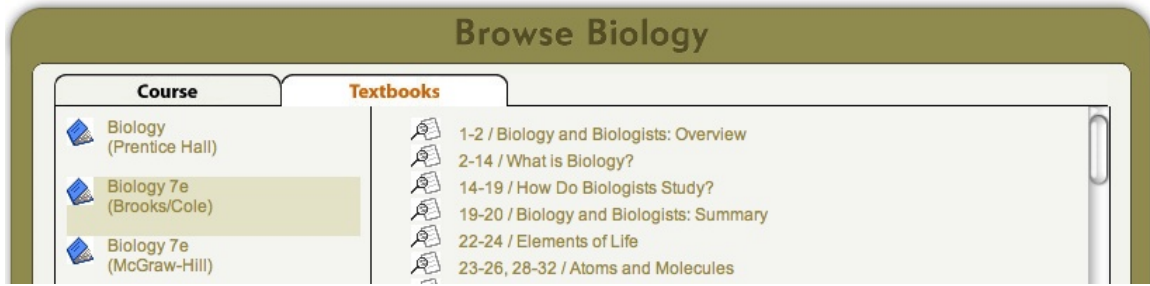 Browse Biology
Course
Textbooks
Biology
(Prentice Hall)
Biology 7e
(Brooks/Cole)
Biology 7e
(McGraw-Hill)
1-2 / Biology and Biologists: Overview
2-14 / What is Biology?
14-19 / How Do Biologists Study?
19-20 / Biology and Biologists: Summary
22-24 / Elements of Life
23-26, 28-32 / Atoms and Molecules